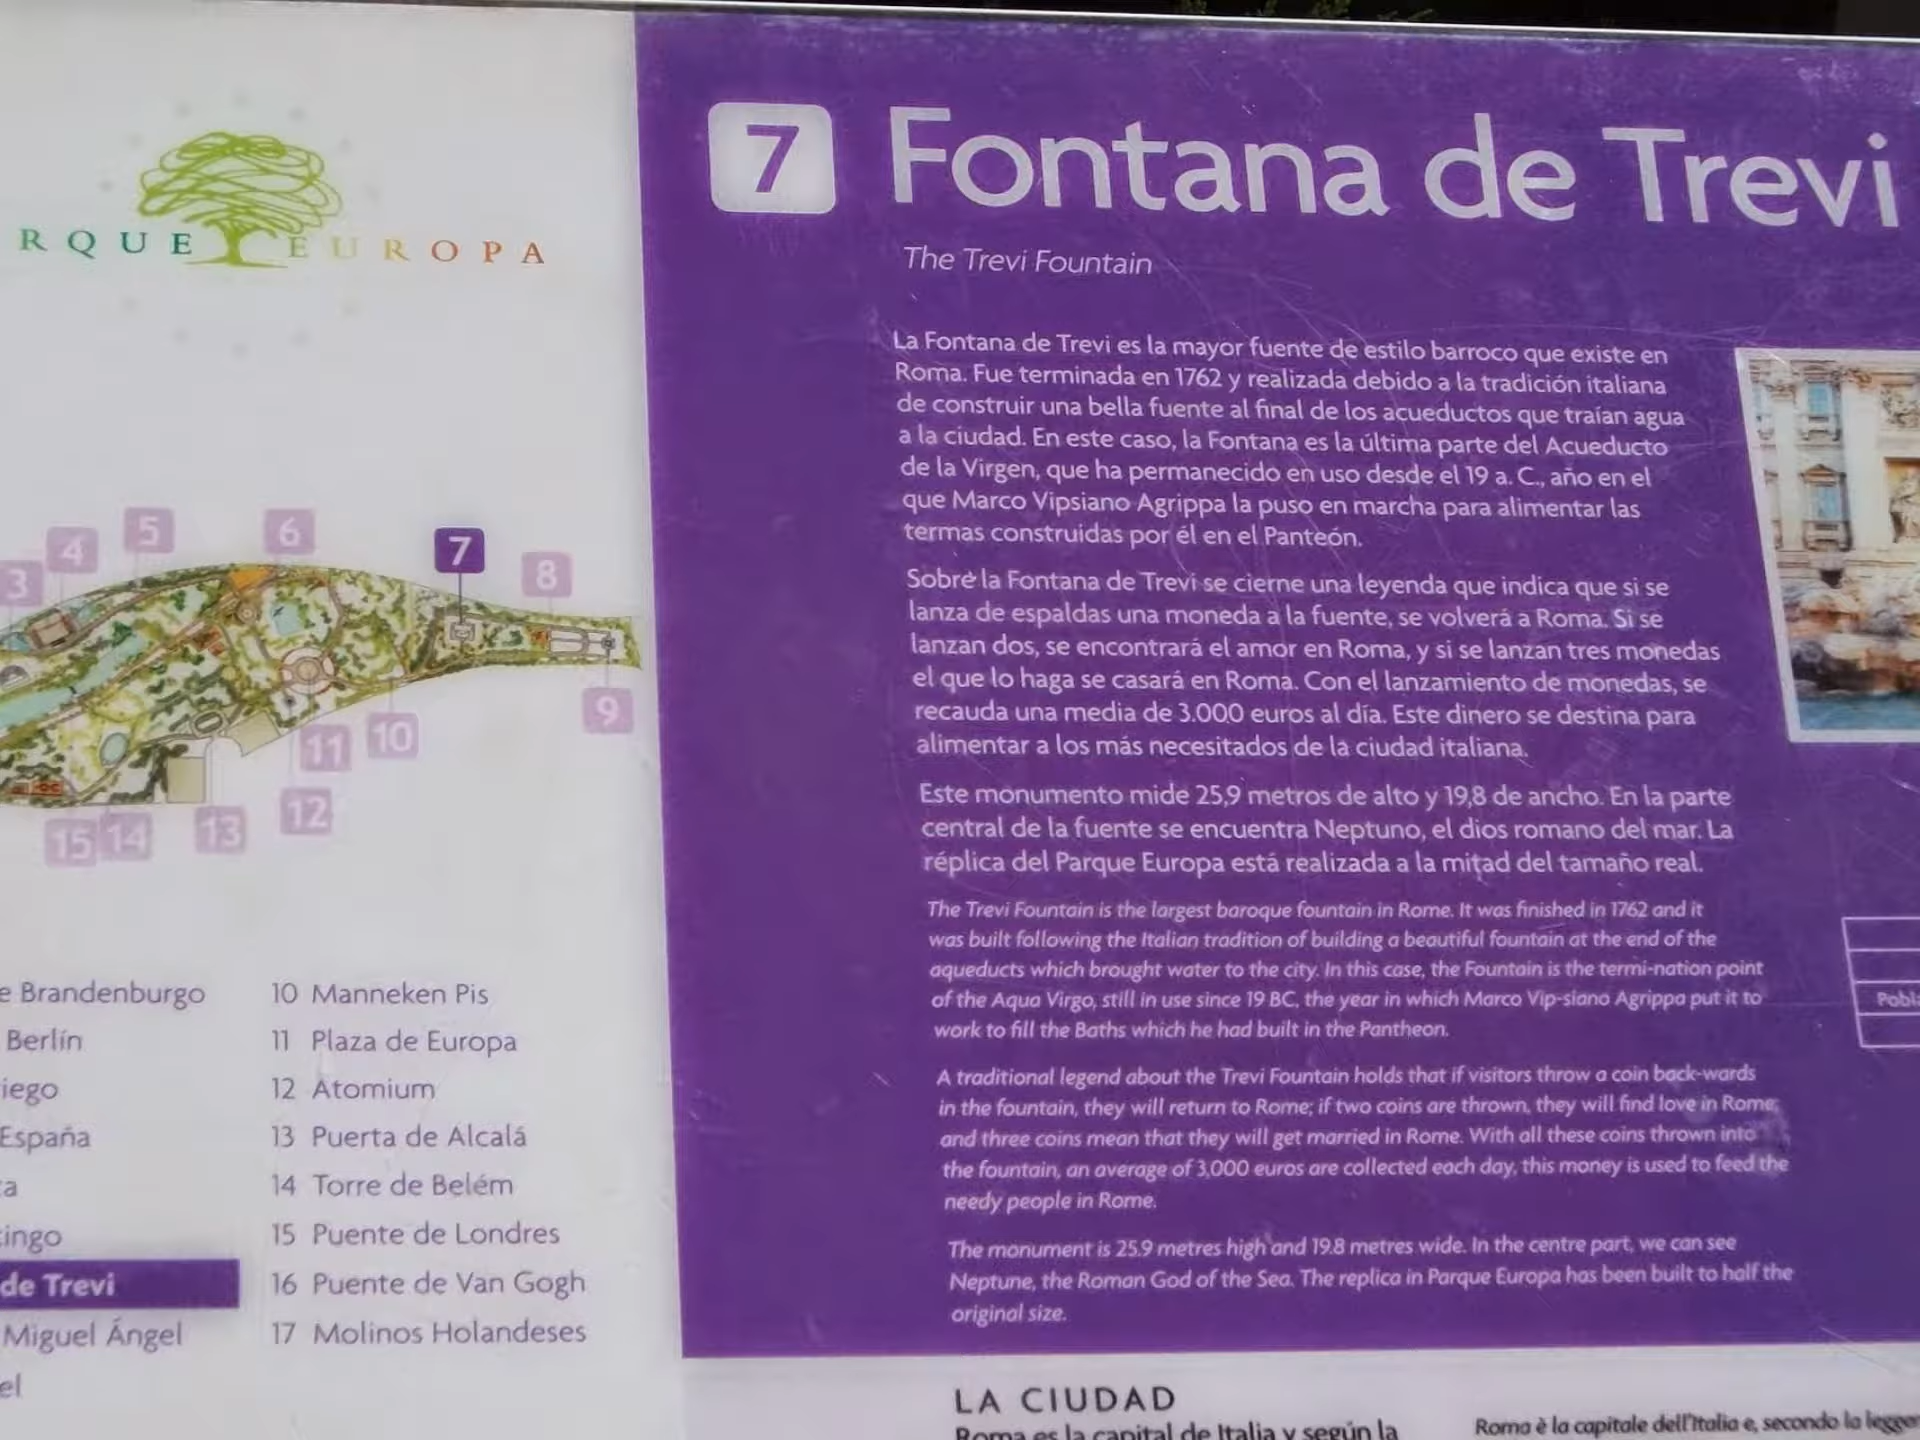 RQUE EUROPA
3
4
5
6
7
8
9
10
11
12
13
14
15
Brandenburgo
Berlín
España
de Trevi
Miguel Ángel
10 Manneken Pis
11 Plaza de Europa
12 Atomium
13 Puerta de Alcalá
14 Torre de Belém
15 Puente de Londres
16 Puente de Van Gogh
17 Molinos Holandeses
7 Fontana de Trevi
The Trevi Fountain
La Fontana de Trevi es la mayor fuente de estilo barroco que existe en
Roma. Fue terminada en 1762 y realizada debido a la tradición italiana
de construir una bella fuente al final de los acueductos que traían agua
a la ciudad. En este caso, la Fontana es la última parte del Acueducto
de la Virgen, que ha permanecido en uso desde el 19 a. C., año en el
que Marco Vipsiano Agrippa la puso en marcha para alimentar las
termas construidas por él en el Panteón.
Sobre la Fontana de Trevi se cierne una leyenda que indica que si se
lanza de espaldas una moneda a la fuente, se volverá a Roma. Si se
lanzan dos, se encontrará el amor en Roma, y si se lanzan tres monedas
el que lo haga se casará en Roma. Con el lanzamiento de monedas, se
recauda una media de 3.000 euros al día. Este dinero se destina para
alimentar a los más necesitados de la ciudad italiana.
Este monumento mide 25,9 metros de alto y 19,8 de ancho. En la parte
central de la fuente se encuentra Neptuno, el dios romano del mar. La
réplica del Parque Europa está realizada a la mitad del tamaño real.
The Trevi Fountain is the largest baroque fountain in Rome. It was finished in 1762 and it
was built following the Italian tradition of building a beautiful fountain at the end of the
aqueducts which brought water to the city. In this case, the Fountain is the termi-nation point
of the Aqua Virgo, still in use since 19 BC, the year in which Marco Vip-siano Agrippa put it to
work to fill the Baths which he had built in the Pantheon.
A traditional legend about the Trevi Fountain holds that if visitors throw a coin back-wards
in the fountain, they will return to Rome; if two coins are thrown, they will find love in Rome;
and three coins mean that they will get married in Rome. With all these coins thrown into
the fountain, an average of 3,000 euros are collected each day, this money is used to feed the
needy people in Rome.
The monument is 25.9 metres high and 19.8 metres wide. In the centre part, we can see
Neptune, the Roman God of the Sea. The replica in Parque Europa has been built to half the
original size.
LA CIUDAD
Roma es la capital de Italia y según la
Roma è la capitale dell'Italia e, secondo la